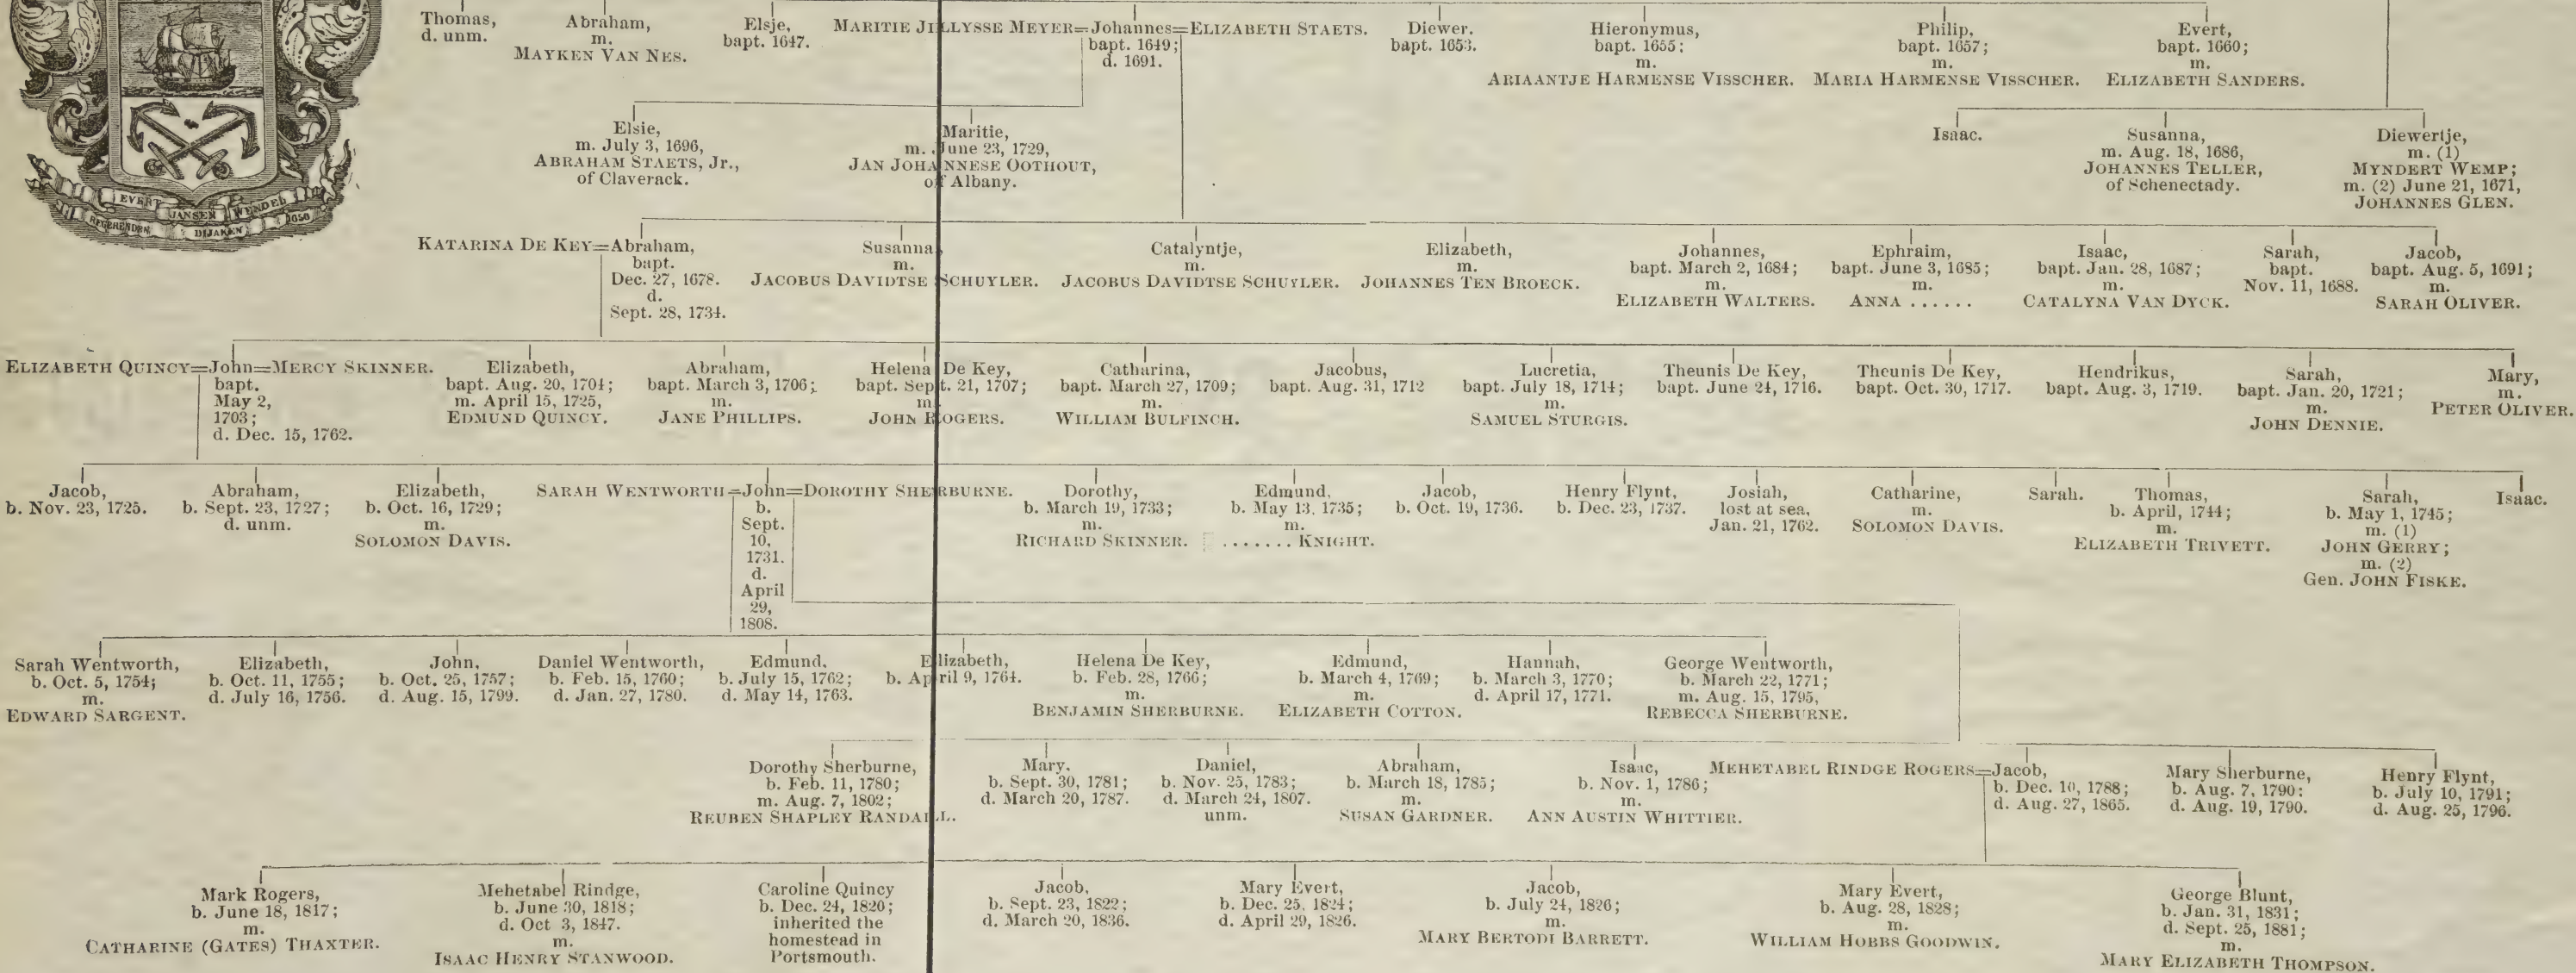 Thomas,
d. unm.
Abraham,
m.
MAYKEN VAN NES.
Elsje,
bapt. 1647.
MARITIE JILLYSSE MEYER=Johannes=ELIZABETH STAETS.
bapt. 1649;
d. 1691.
Diewer.
bapt. 1653.
Hieronymus,
bapt. 1655;
m.
ARIAANTJE HARMENSE VISSCHER.
Philip,
bapt. 1657;
m.
MARIA HARMENSE VISSCHER.
Evert,
bapt. 1660;
m.
ELIZABETH SANDERS.
EVERT JANSEN WENDEL
REGERENDEN DIJAKEN 1656
Elsie,
m. July 3, 1696,
ABRAHAM STAETS, Jr.,
of Claverack.
Maritie,
m. June 23, 1729,
JAN JOHANNESE OOTHOUT,
of Albany.
Isaac.
Susanna,
m. Aug. 18, 1686,
JOHANNES TELLER,
of Schenectady.
Diewertje,
m. (1)
MYNDERT WEMP;
m. (2) June 21, 1671,
JOHANNES GLEN.
KATARINA DE KEY=Abraham,
bapt.
Dec. 27, 1678.
d.
Sept. 28, 1734.
Susanna,
m.
JACOBUS DAVIDTSE SCHUYLER.
Catalyntje,
m.
JACOBUS DAVIDTSE SCHUYLER.
Elizabeth,
m.
JOHANNES TEN BROECK.
Johannes,
bapt. March 2, 1684;
m.
ELIZABETH WALTERS.
Ephraim,
bapt. June 3, 1685;
m.
ANNA ......
Isaac,
bapt. Jan. 28, 1687;
m.
CATALYNA VAN DYCK.
Sarah,
bapt.
Nov. 11, 1688.
Jacob,
bapt. Aug. 5, 1691;
m.
SARAH OLIVER.
ELIZABETH QUINCY=John=MERCY SKINNER.
bapt.
May 2,
1703;
d. Dec. 15, 1762.
Elizabeth,
bapt. Aug. 20, 1704;
m. April 15, 1725,
EDMUND QUINCY.
Abraham,
bapt. March 3, 1706;
m.
JANE PHILLIPS.
Helena De Key,
bapt. Sept. 21, 1707;
m.
JOHN ROGERS.
Catharina,
bapt. March 27, 1709;
m.
WILLIAM BULFINCH.
Jacobus,
bapt. Aug. 31, 1712
Lucretia,
bapt. July 18, 1714;
m.
SAMUEL STURGIS.
Theunis De Key,
bapt. June 24, 1716.
Theunis De Key,
bapt. Oct. 30, 1717.
Hendrikus,
bapt. Aug. 3, 1719.
Sarah,
bapt. Jan. 20, 1721;
m.
JOHN DENNIE.
Mary,
m.
PETER OLIVER.
Jacob,
b. Nov. 23, 1725.
Abraham,
b. Sept. 23, 1727;
d. unm.
Elizabeth,
b. Oct. 16, 1729;
m.
SOLOMON DAVIS.
SARAH WENTWORTH=John=DOROTHY SHERBURNE.
b.
Sept.
10,
1731.
d.
April
29,
1808.
Dorothy,
b. March 19, 1733;
m.
RICHARD SKINNER.
Edmund,
b. May 13, 1735;
m.
....... KNIGHT.
Jacob,
b. Oct. 19, 1736.
Henry Flynt,
b. Dec. 23, 1737.
Josiah,
lost at sea,
Jan. 21, 1762.
Catharine,
m.
SOLOMON DAVIS.
Sarah.
Thomas,
b. April, 1744;
m.
ELIZABETH TRIVETT.
Sarah,
b. May 1, 1745;
m. (1)
JOHN GERRY;
m. (2)
Gen. JOHN FISKE.
Isaac.
Sarah Wentworth,
b. Oct. 5, 1754;
m.
EDWARD SARGENT.
Elizabeth,
b. Oct. 11, 1755;
d. July 16, 1756.
John,
b. Oct. 25, 1757;
d. Aug. 15, 1799.
Daniel Wentworth,
b. Feb. 15, 1760;
d. Jan. 27, 1780.
Edmund,
b. July 15, 1762;
d. May 14, 1763.
Elizabeth,
b. April 9, 1764.
Helena De Key,
b. Feb. 28, 1766;
m.
BENJAMIN SHERBURNE.
Edmund,
b. March 4, 1769;
m.
ELIZABETH COTTON.
Hannah,
b. March 3, 1770;
d. April 17, 1771.
George Wentworth,
b. March 22, 1771;
m. Aug. 15, 1795,
REBECCA SHERBURNE.
Dorothy Sherburne,
b. Feb. 11, 1780;
m. Aug. 7, 1802;
REUBEN SHAPLEY RANDALL.
Mary.
b. Sept. 30, 1781;
d. March 20, 1787.
Daniel,
b. Nov. 25, 1783;
d. March 24, 1807.
unm.
Abraham,
b. March 18, 1785;
m.
SUSAN GARDNER.
Isaac,
b. Nov. 1, 1786;
m.
ANN AUSTIN WHITTIER.
MEHETABEL RINDGE ROGERS=Jacob,
b. Dec. 10, 1788;
d. Aug. 27, 1865.
Mary Sherburne,
b. Aug. 7, 1790:
d. Aug. 19, 1790.
Henry Flynt,
b. July 10, 1791;
d. Aug. 25, 1796.
Mark Rogers,
b. June 18, 1817;
m.
CATHARINE (GATES) THAXTER.
Mehetabel Rindge,
b. June 30, 1818;
d. Oct 3, 1847.
m.
ISAAC HENRY STANWOOD.
Caroline Quincy
b. Dec. 24, 1820;
inherited the
homestead in
Portsmouth.
Jacob,
b. Sept. 23, 1822;
d. March 20, 1836.
Mary Evert,
b. Dec. 25, 1824;
d. April 29, 1826.
Jacob,
b. July 24, 1826;
m.
MARY BERTODI BARRETT.
Mary Evert,
b. Aug. 28, 1828;
m.
WILLIAM HOBBS GOODWIN.
George Blunt,
b. Jan. 31, 1831;
d. Sept. 25, 1881;
m.
MARY ELIZABETH THOMPSON.